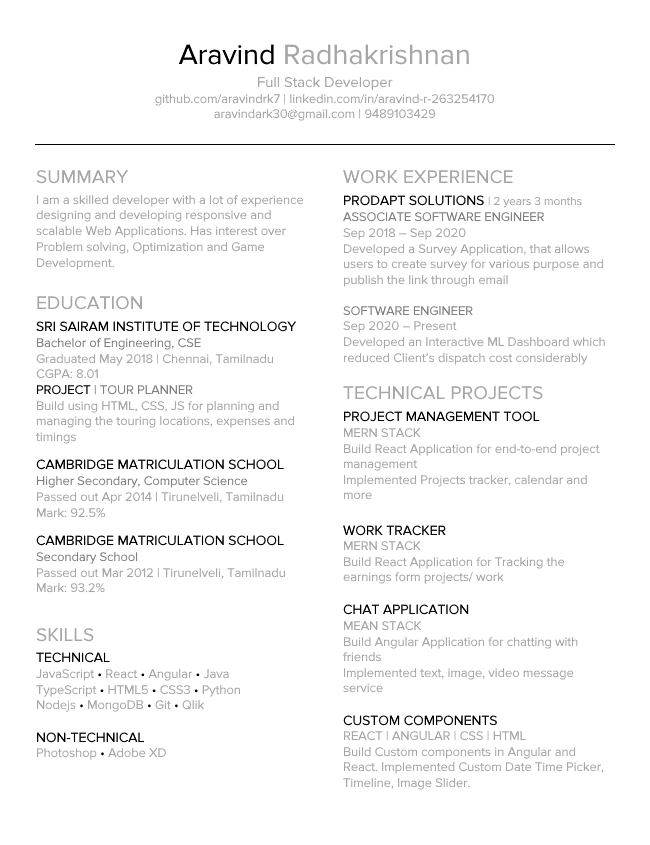 Aravind Radhakrishnan
Full Stack Developer
github.com/aravindrk7 | linkedin.com/in/aravind-r-263254170
aravindark30@gmail.com | 9489103429
SUMMARY
I am a skilled developer with a lot of experience
designing and developing responsive and
scalable Web Applications. Has interest over
Problem solving, Optimization and Game
Development.
EDUCATION
SRI SAIRAM INSTITUTE OF TECHNOLOGY
Bachelor of Engineering, CSE
Graduated May 2018 | Chennai, Tamilnadu
CGPA: 8.01
PROJECT | TOUR PLANNER
Build using HTML, CSS, JS for planning and
managing the touring locations, expenses and
timings
CAMBRIDGE MATRICULATION SCHOOL
Higher Secondary, Computer Science
Passed out Apr 2014 | Tirunelveli, Tamilnadu
Mark: 92.5%
CAMBRIDGE MATRICULATION SCHOOL
Secondary School
Passed out Mar 2012 | Tirunelveli, Tamilnadu
Mark: 93.2%
SKILLS
TECHNICAL
JavaScript • React • Angular • Java
TypeScript • HTML5 • CSS3 • Python
Nodejs • MongoDB • Git • Qlik
NON-TECHNICAL
Photoshop • Adobe XD
WORK EXPERIENCE
PRODAPT SOLUTIONS | 2 years 3 months
ASSOCIATE SOFTWARE ENGINEER
Sep 2018 – Sep 2020
Developed a Survey Application, that allows
users to create survey for various purpose and
publish the link through email
SOFTWARE ENGINEER
Sep 2020 – Present
Developed an Interactive ML Dashboard which
reduced Client's dispatch cost considerably
TECHNICAL PROJECTS
PROJECT MANAGEMENT TOOL
MERN STACK
Build React Application for end-to-end project
management
Implemented Projects tracker, calendar and
more
WORK TRACKER
MERN STACK
Build React Application for Tracking the
earnings form projects/ work
CHAT APPLICATION
MEAN STACK
Build Angular Application for chatting with
friends
Implemented text, image, video message
service
CUSTOM COMPONENTS
REACT | ANGULAR | CSS | HTML
Build Custom components in Angular and
React. Implemented Custom Date Time Picker,
Timeline, Image Slider.